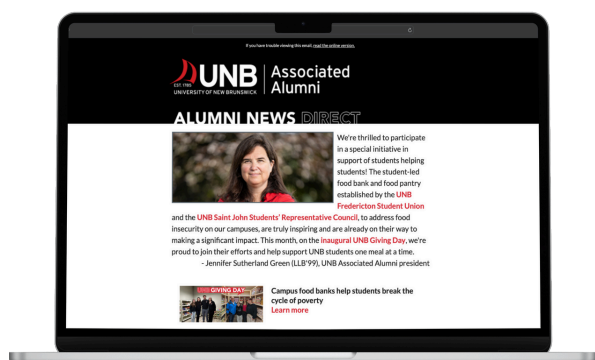 If you have trouble viewing this email, read the online version.
UNB
EST. 1785
UNIVERSITY OF NEW BRUNSWICK
Associated
Alumni
ALUMNI NEWS DIRECT
We're thrilled to participate
in a special initiative in
support of students helping
students! The student-led
food bank and food pantry
established by the UNB
Fredericton Student Union
and the UNB Saint John Students' Representative Council, to address food
insecurity on our campuses, are truly inspiring and are already on their way to
making a significant impact. This month, on the inaugural UNB Giving Day, we're
proud to join their efforts and help support UNB students one meal at a time.
- Jennifer Sutherland Green (LLB'99), UNB Associated Alumni president
UNB GIVING DAY
Campus food banks help students break the
cycle of poverty
Learn more